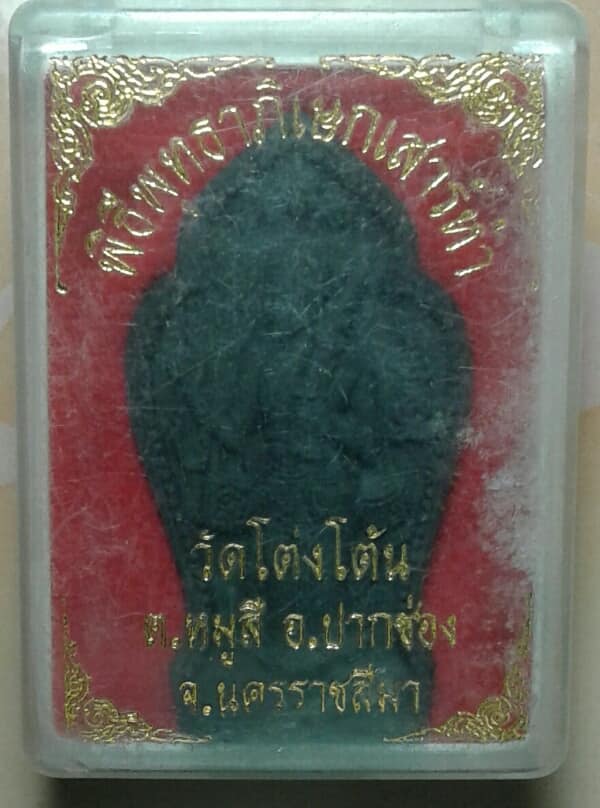 พิธีพุทธาภิเษกเสาร์ห้า
วัดโต่งโต้น
ต.หมูสี อ.ปากช่อง
จ.นครราชสีมา